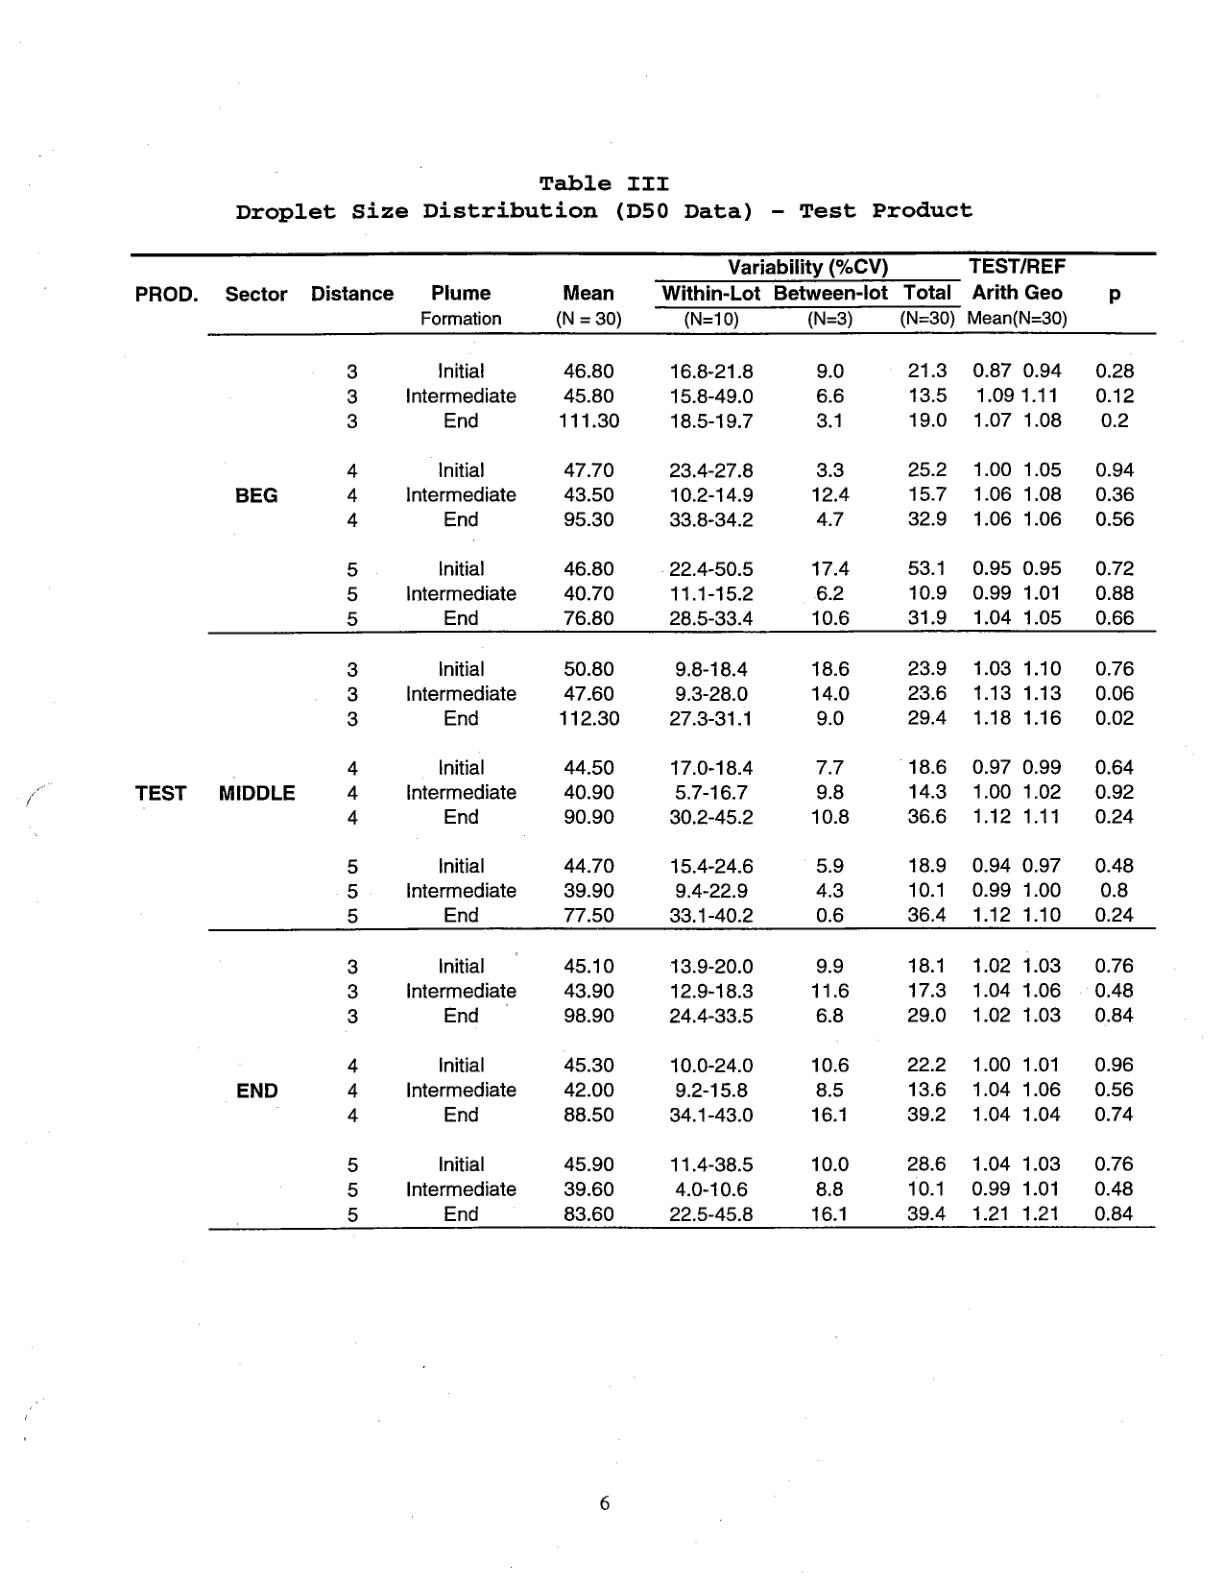 Table III
Droplet Size Distribution (D50 Data) - Test Product
Variability (%CV) TEST/REF
PROD. Sector Distance Plume Mean Within-Lot Between-lot Total Arith Geo p
Formation (N = 30) (N=10) (N=3) (N=30) Mean(N=30)
3 Initial 46.80 16.8-21.8 9.0 21.3 0.87 0.94 0.28
3 Intermediate 45.80 15.8-49.0 6.6 13.5 1.09 1.11 0.12
3 End 111.30 18.5-19.7 3.1 19.0 1.07 1.08 0.2
4 Initial 47.70 23.4-27.8 3.3 25.2 1.00 1.05 0.94
BEG 4 Intermediate 43.50 10.2-14.9 12.4 15.7 1.06 1.08 0.36
4 End 95.30 33.8-34.2 4.7 32.9 1.06 1.06 0.56
5 Initial 46.80 22.4-50.5 17.4 53.1 0.95 0.95 0.72
5 Intermediate 40.70 11.1-15.2 6.2 10.9 0.99 1.01 0.88
5 End 76.80 28.5-33.4 10.6 31.9 1.04 1.05 0.66
3 Initial 50.80 9.8-18.4 18.6 23.9 1.03 1.10 0.76
3 Intermediate 47.60 9.3-28.0 14.0 23.6 1.13 1.13 0.06
3 End 112.30 27.3-31.1 9.0 29.4 1.18 1.16 0.02
4 Initial 44.50 17.0-18.4 7.7 18.6 0.97 0.99 0.64
TEST MIDDLE 4 Intermediate 40.90 5.7-16.7 9.8 14.3 1.00 1.02 0.92
4 End 90.90 30.2-45.2 10.8 36.6 1.12 1.11 0.24
5 Initial 44.70 15.4-24.6 5.9 18.9 0.94 0.97 0.48
5 Intermediate 39.90 9.4-22.9 4.3 10.1 0.99 1.00 0.8
5 End 77.50 33.1-40.2 0.6 36.4 1.12 1.10 0.24
3 Initial 45.10 13.9-20.0 9.9 18.1 1.02 1.03 0.76
3 Intermediate 43.90 12.9-18.3 11.6 17.3 1.04 1.06 0.48
3 End 98.90 24.4-33.5 6.8 29.0 1.02 1.03 0.84
4 Initial 45.30 10.0-24.0 10.6 22.2 1.00 1.01 0.96
END 4 Intermediate 42.00 9.2-15.8 8.5 13.6 1.04 1.06 0.56
4 End 88.50 34.1-43.0 16.1 39.2 1.04 1.04 0.74
5 Initial 45.90 11.4-38.5 10.0 28.6 1.04 1.03 0.76
5 Intermediate 39.60 4.0-10.6 8.8 10.1 0.99 1.01 0.48
5 End 83.60 22.5-45.8 16.1 39.4 1.21 1.21 0.84
6